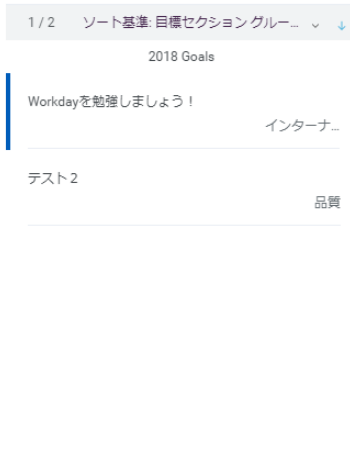 1 / 2 ソート基準: 目標セクション グルー...
2018 Goals
Workdayを勉強しましょう！
インターナ...
テスト2
品質